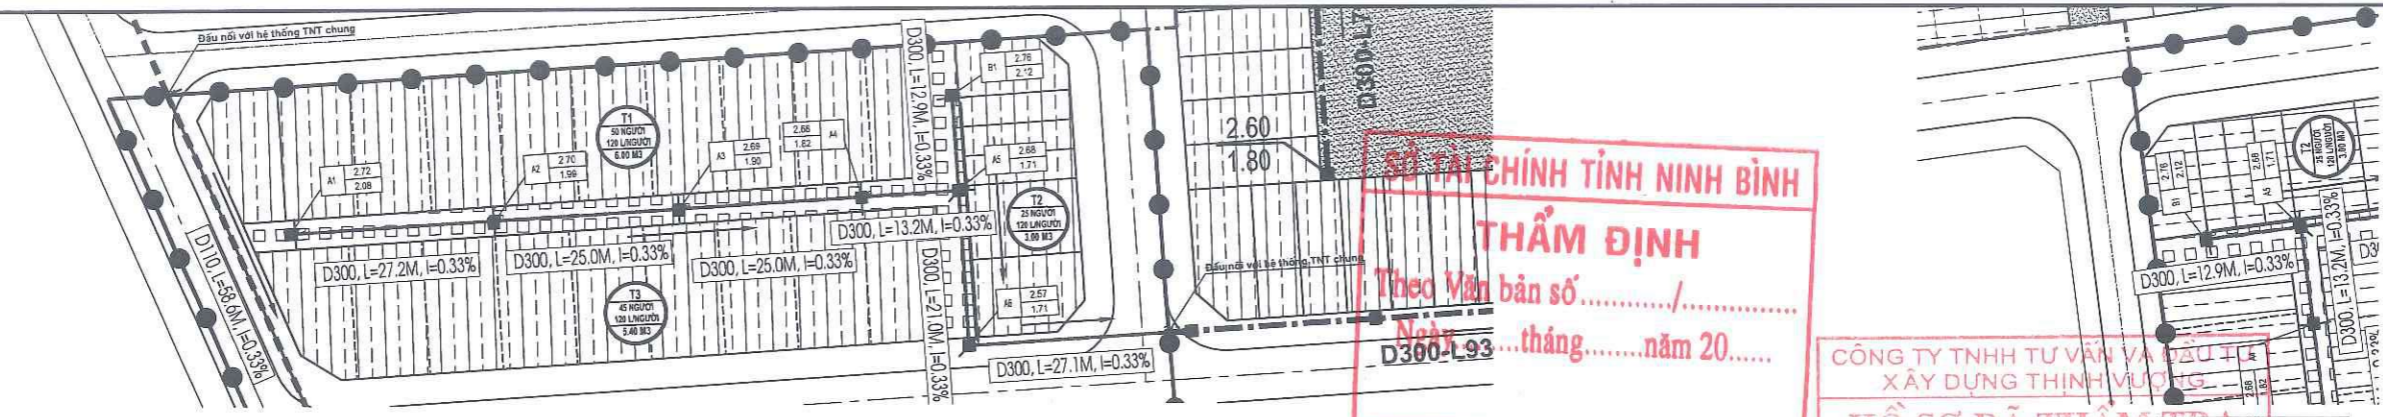 Đấu nối với hệ thống TNT chung
D300, L=12.9M, I=0.33%
B1
2.76
2.12
T1
50 NGƯỜI
120 L/NGƯỜI
6.00 M3
A1
2.72
2.08
A2
2.70
1.99
A3
2.69
1.90
2.66
1.82
A4
A5
2.68
1.71
T2
25 NGƯỜI
120 L/NGƯỜI
3.00 M3
D300, L=27.2M, I=0.33%
D300, L=25.0M, I=0.33%
D300, L=25.0M, I=0.33%
D300, L=13.2M, I=0.33%
D110, L=58.6M, I=0.33%
T3
45 NGƯỜI
120 L/NGƯỜI
5.40 M3
D300, L=21.0M, I=0.33%
A6
2.57
1.71
D300, L=27.1M, I=0.33%
Đấu nối với hệ thống TNT chung
2.60
1.80
D300-L93
SỞ TÀI CHÍNH TỈNH NINH BÌNH
THẨM ĐỊNH
Theo Văn bản số............/..............
Ngày........tháng........năm 20......
CÔNG TY TNHH TƯ VẤN VÀ ĐẦU TƯ
XÂY DỰNG THỊNH VƯỢNG
HỒ SƠ ĐÃ THẨM TRA
2.76
2.12
B1
2.68
1.71
A5
T2
25 NGƯỜI
120 L/NGƯỜI
3.00 M3
D300, L=12.9M, I=0.33%
D300, L=13.2M, I=0.33%
2.66
1.82